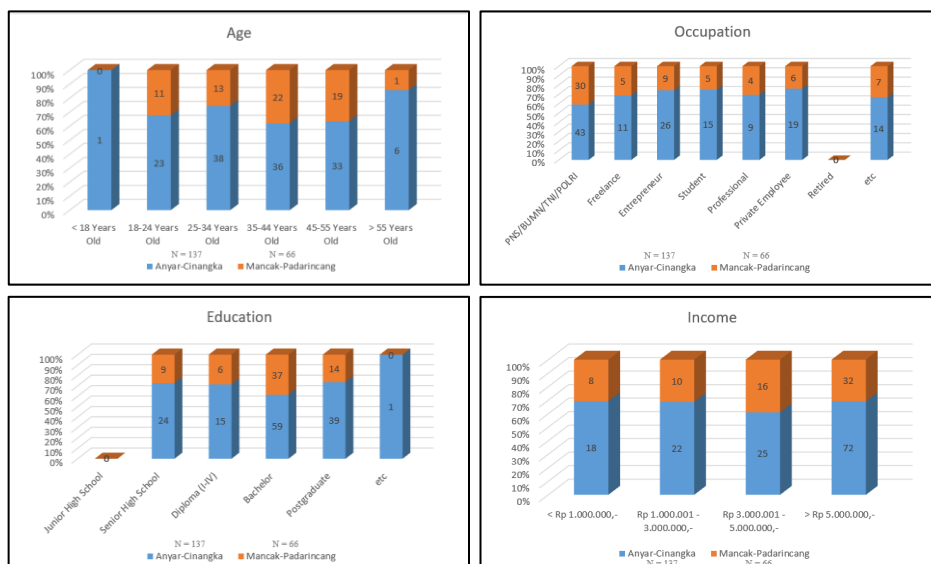 Age
100%
90%
80%
70%
60%
50%
40%
30%
20%
10%
0%
0
11
13
22
19
1
1
23
38
36
33
6
< 18 Years Old
18-24 Years Old
25-34 Years Old
35-44 Years Old
45-55 Years Old
> 55 Years Old
N = 137
N = 66
Anyar-Cinangka
Mancak-Padarincang
Occupation
100%
90%
80%
70%
60%
50%
40%
30%
20%
10%
0%
30
5
9
5
4
6
0
7
43
11
26
15
9
19
14
PNS/BUMN/TNI/POLRI
Freelance
Entrepreneur
Student
Professional
Private Employee
Retired
etc
N = 137
N = 66
Anyar-Cinangka
Mancak-Padarincang
Education
100%
90%
80%
70%
60%
50%
40%
30%
20%
10%
0%
0
9
6
37
14
0
24
15
59
39
1
Junior High School
Senior High School
Diploma (I-IV)
Bachelor
Postgraduate
etc
N = 137
N = 66
Anyar-Cinangka
Mancak-Padarincang
Income
100%
90%
80%
70%
60%
50%
40%
30%
20%
10%
0%
8
10
16
32
18
22
25
72
< Rp 1.000.000,-
Rp 1.000.001 -
3.000.000,-
Rp 3.000.001 -
5.000.000,-
> Rp 5.000.000,-
Anyar-Cinangka
Mancak-Padarincang
N = 137
N = 66